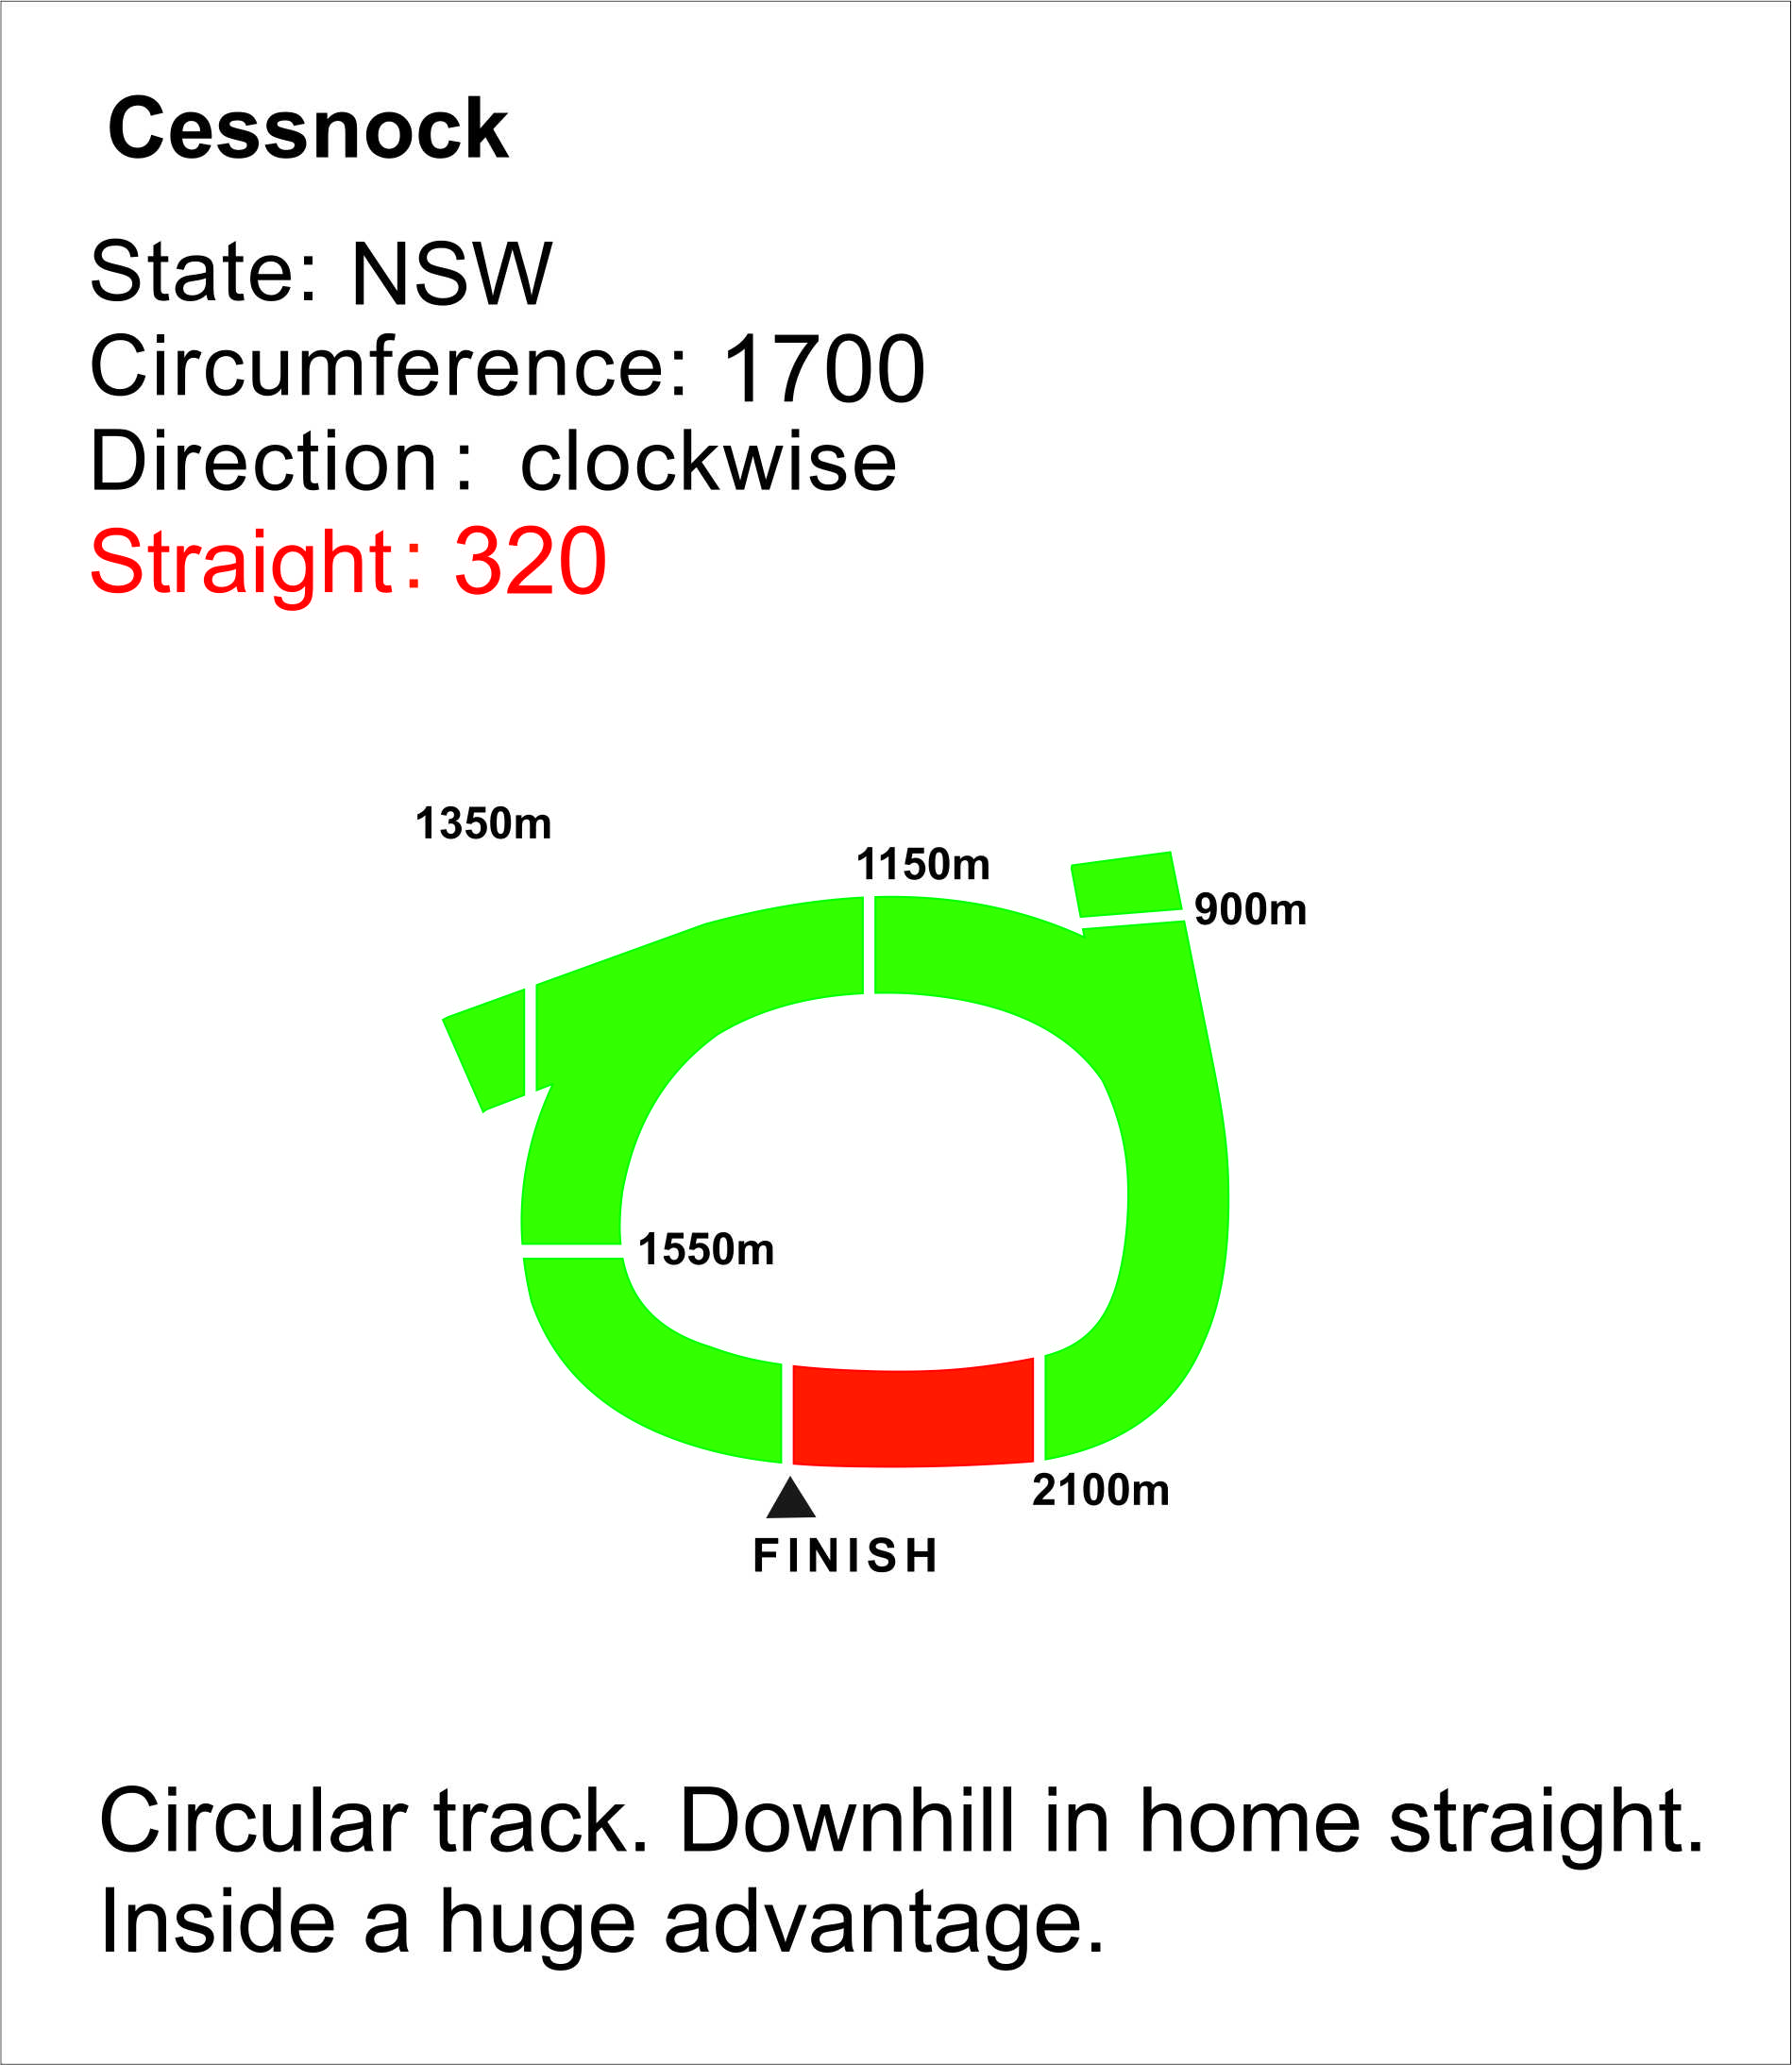 Cessnock
State: NSW
Circumference: 1700
Direction: clockwise
Straight: 320
1350m
1150m
900m
1550m
2100m
FINISH
Circular track. Downhill in home straight.
Inside a huge advantage.